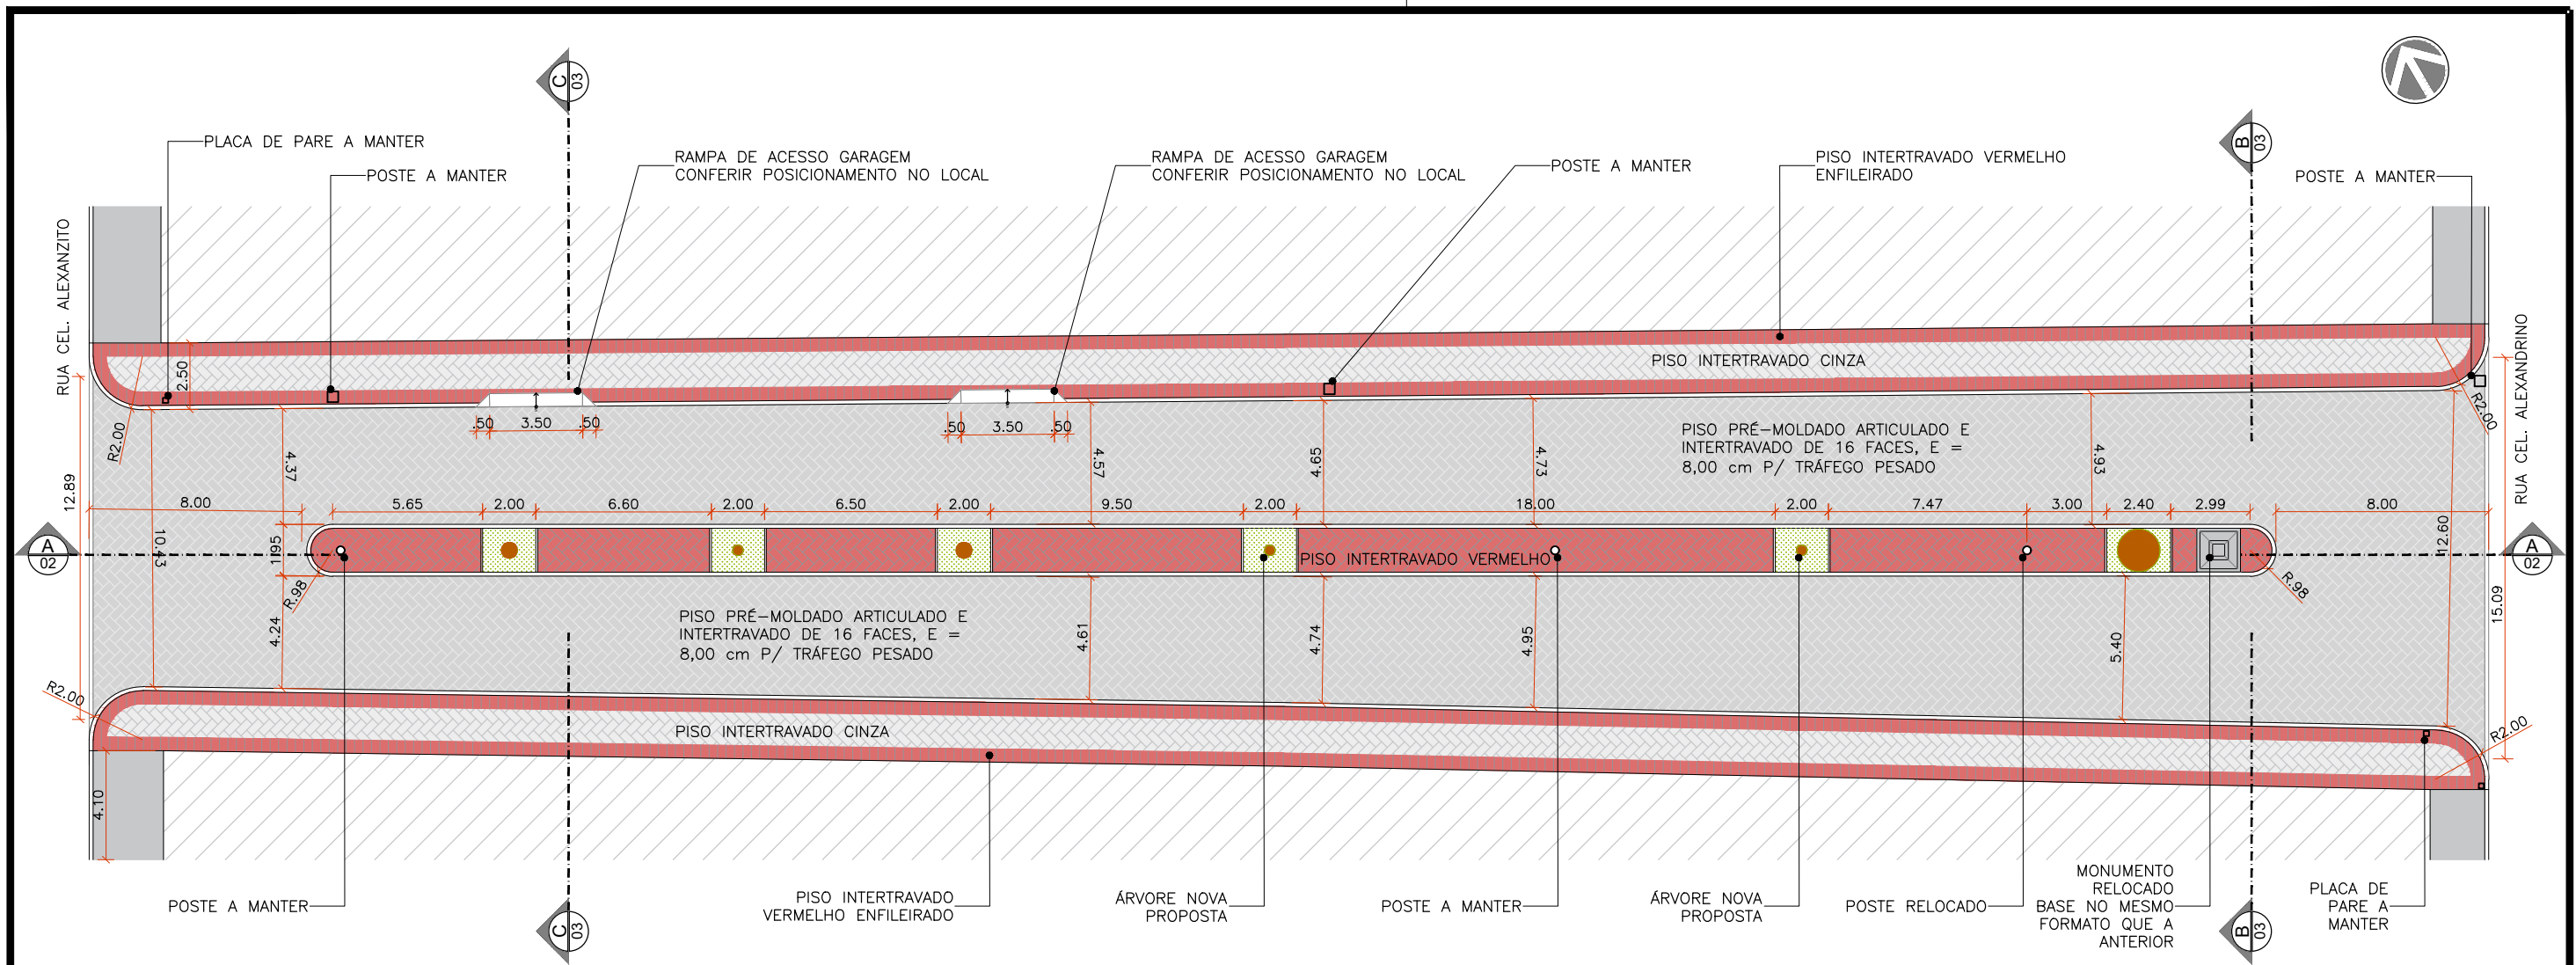 C
03
B
03
PLACA DE PARE A MANTER
POSTE A MANTER
RAMPA DE ACESSO GARAGEM
CONFERIR POSICIONAMENTO NO LOCAL
RAMPA DE ACESSO GARAGEM
CONFERIR POSICIONAMENTO NO LOCAL
POSTE A MANTER
PISO INTERTRAVADO VERMELHO
ENFILEIRADO
POSTE A MANTER
RUA CEL. ALEXANZITO
RUA CEL. ALEXANDRINO
PISO INTERTRAVADO CINZA
2.50
R2.00
R2.00
.50
3.50
.50
.50
3.50
.50
4.37
4.57
4.65
4.73
4.93
PISO PRÉ-MOLDADO ARTICULADO E
INTERTRAVADO DE 16 FACES, E =
8,00 cm P/ TRÁFEGO PESADO
12.89
8.00
5.65
2.00
6.60
2.00
6.50
2.00
9.50
2.00
18.00
2.00
7.47
3.00
2.40
2.99
8.00
A
02
10.43
1.95
PISO INTERTRAVADO VERMELHO
12.60
A
02
R.98
R.98
15.09
4.24
4.61
4.74
4.95
5.40
PISO PRÉ-MOLDADO ARTICULADO E
INTERTRAVADO DE 16 FACES, E =
8,00 cm P/ TRÁFEGO PESADO
R2.00
R2.00
PISO INTERTRAVADO CINZA
4.10
POSTE A MANTER
PISO INTERTRAVADO
VERMELHO ENFILEIRADO
ÁRVORE NOVA
PROPOSTA
POSTE A MANTER
ÁRVORE NOVA
PROPOSTA
POSTE RELOCADO
MONUMENTO
RELOCADO
BASE NO MESMO
FORMATO QUE A
ANTERIOR
PLACA DE
PARE A
MANTER
C
03
B
03